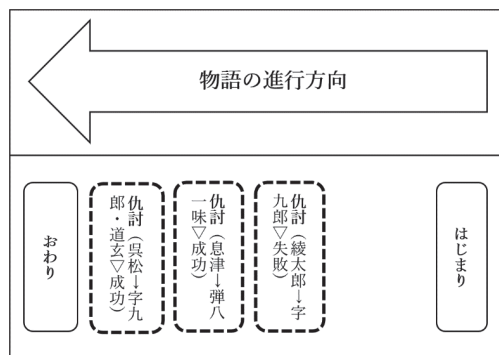 物語の進行方向
はじまり
仇討（綾太郎→字
九郎▽失敗）
仇討（息津→弾八
一味▽成功）
仇討（呉松→字九
郎・道玄▽成功）
おわり